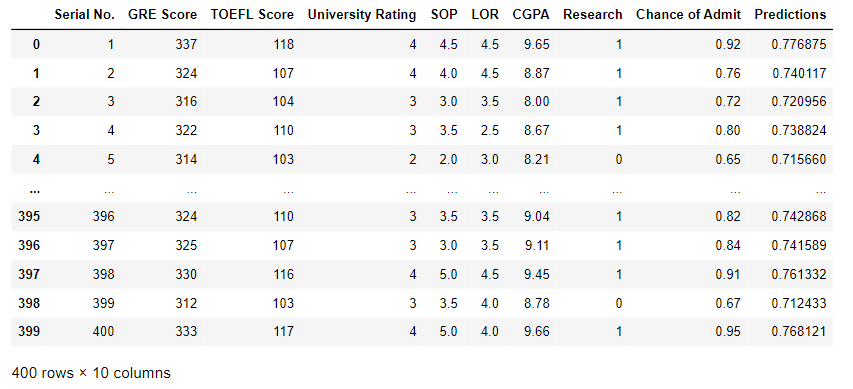 Serial No. GRE Score TOEFL Score University Rating SOP LOR CGPA Research Chance of Admit Predictions
0 1 337 118 4 4.5 4.5 9.65 1 0.92 0.776875
1 2 324 107 4 4.0 4.5 8.87 1 0.76 0.740117
2 3 316 104 3 3.0 3.5 8.00 1 0.72 0.720956
3 4 322 110 3 3.5 2.5 8.67 1 0.80 0.738824
4 5 314 103 2 2.0 3.0 8.21 0 0.65 0.715660
... ... ... ... ... ... ... ... ... ... ...
395 396 324 110 3 3.5 3.5 9.04 1 0.82 0.742868
396 397 325 107 3 3.0 3.5 9.11 1 0.84 0.741589
397 398 330 116 4 5.0 4.5 9.45 1 0.91 0.761332
398 399 312 103 3 3.5 4.0 8.78 0 0.67 0.712433
399 400 333 117 4 5.0 4.0 9.66 1 0.95 0.768121
400 rows × 10 columns